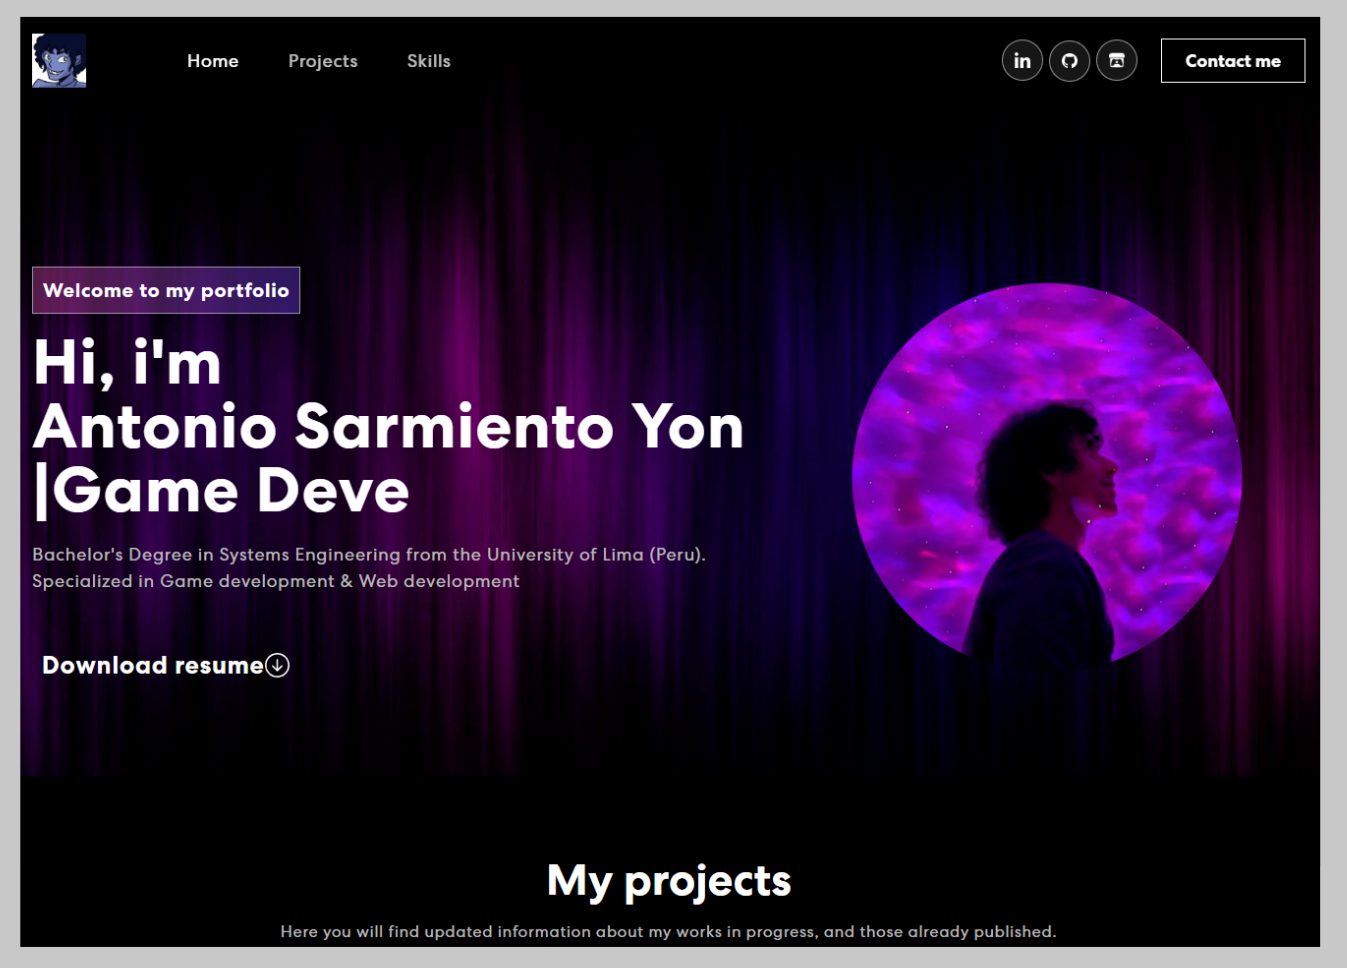 Home Projects Skills in Contact me
Welcome to my portfolio
Hi, i'm
Antonio Sarmiento Yon
|Game Deve
Bachelor's Degree in Systems Engineering from the University of Lima (Peru).
Specialized in Game development & Web development
Download resume
My projects
Here you will find updated information about my works in progress, and those already published.